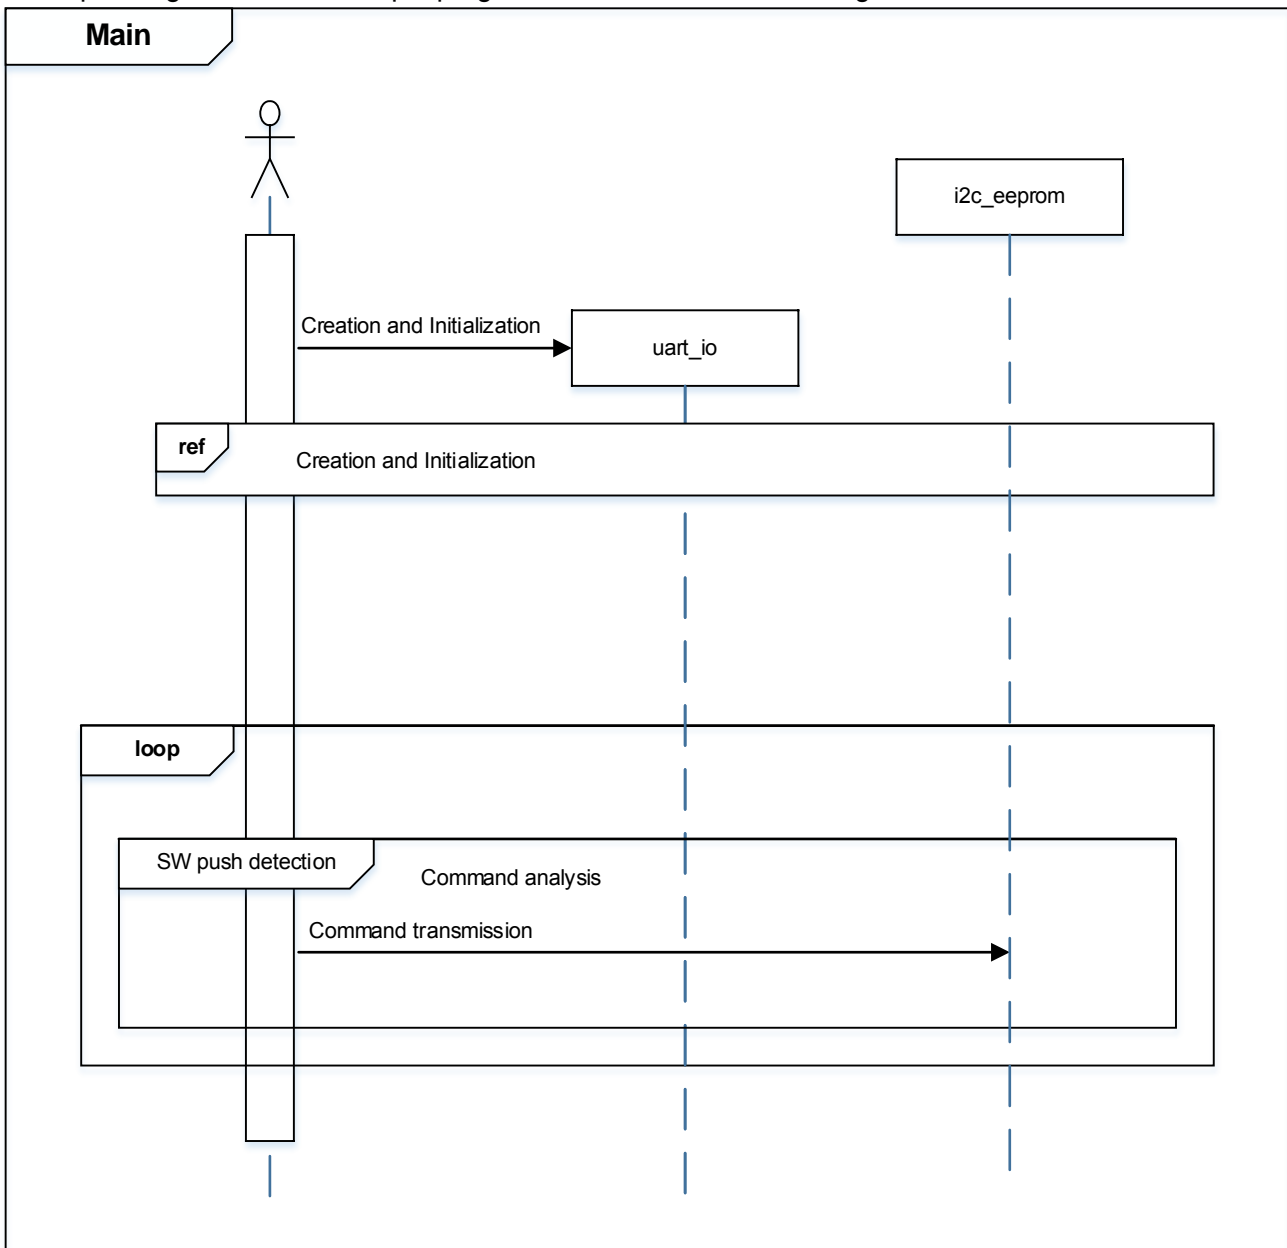 Main
i2c_eeprom
Creation and Initialization
uart_io
ref
Creation and Initialization
loop
SW push detection
Command analysis
Command transmission